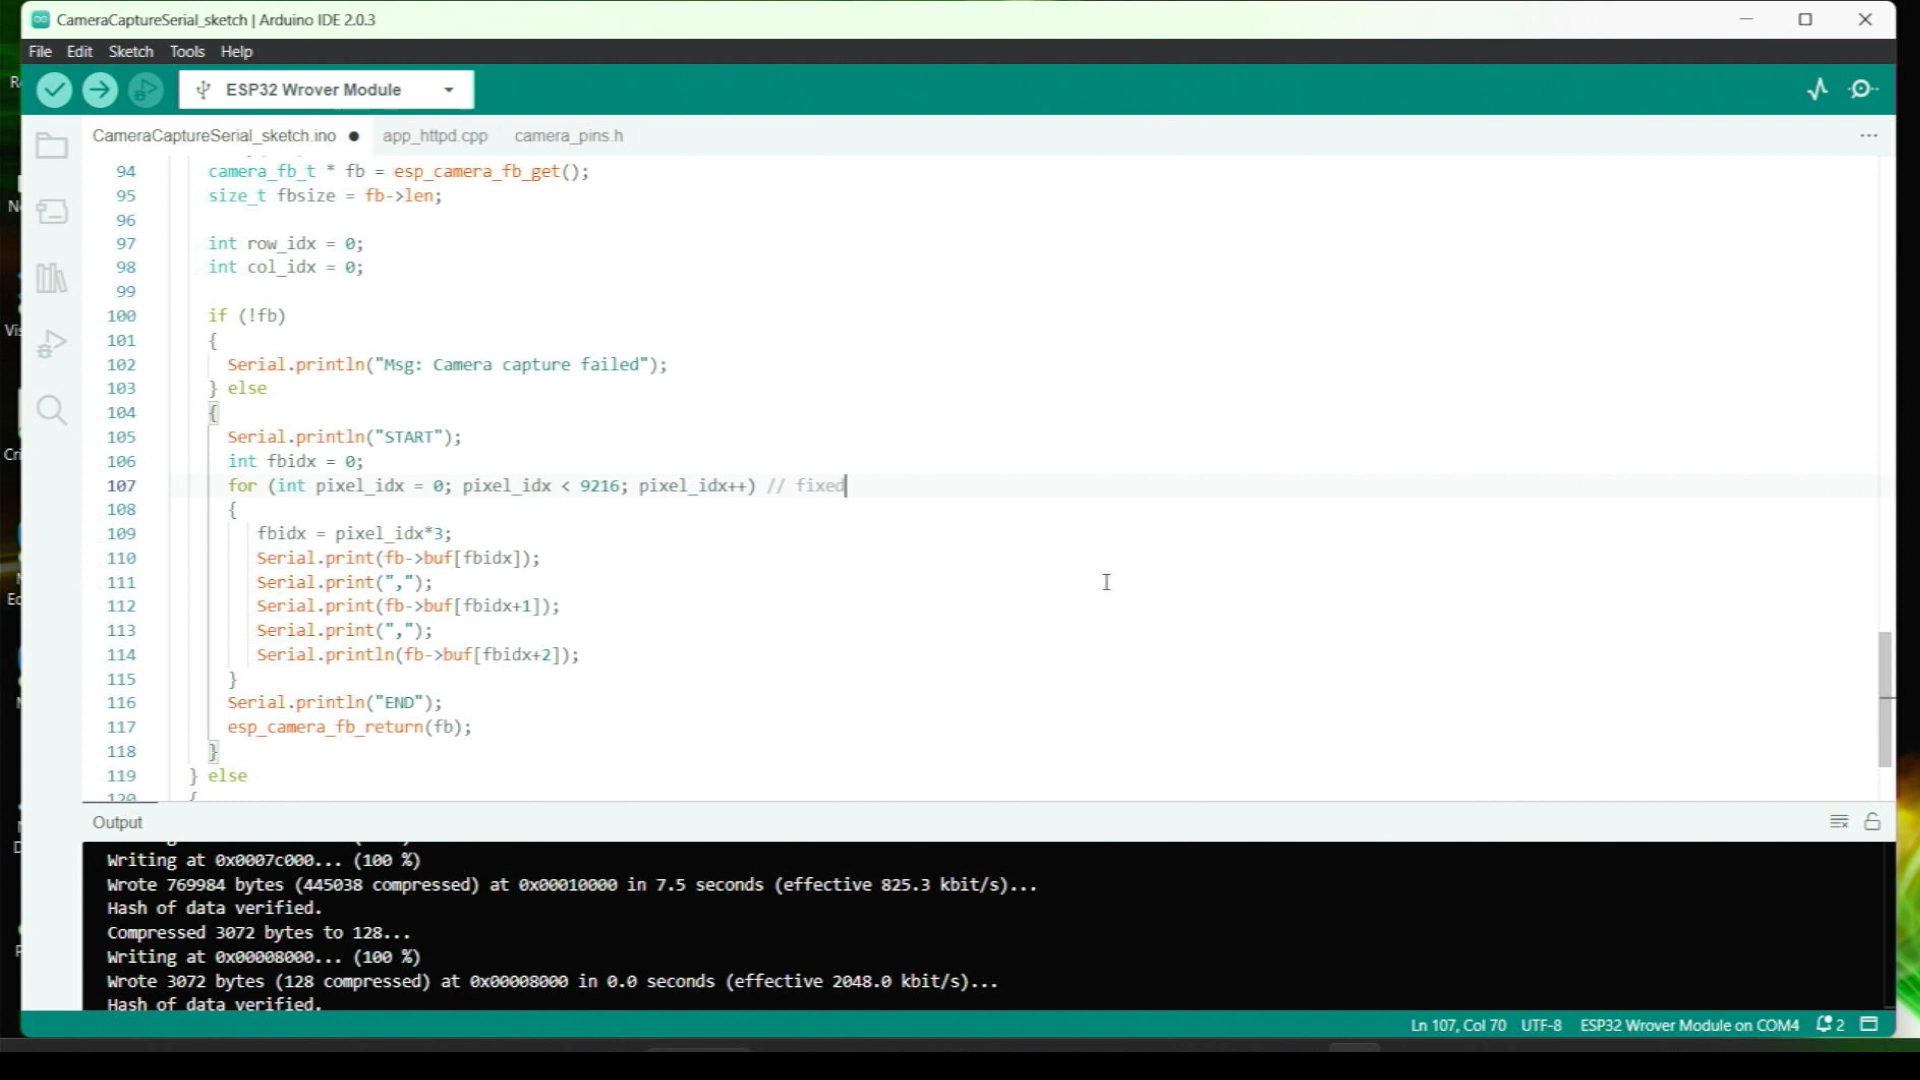 CameraCaptureSerial_sketch | Arduino IDE 2.0.3
File Edit Sketch Tools Help
ESP32 Wrover Module
CameraCaptureSerial_sketch.ino app_httpd.cpp camera_pins.h
94 camera_fb_t * fb = esp_camera_fb_get();
95 size_t fbsize = fb->len;
96
97 int row_idx = 0;
98 int col_idx = 0;
99
100 if (!fb)
101 {
102 Serial.println("Msg: Camera capture failed");
103 } else
104 {
105 Serial.println("START");
106 int fbidx = 0;
107 for (int pixel_idx = 0; pixel_idx < 9216; pixel_idx++) // fixed
108 {
109 fbidx = pixel_idx*3;
110 Serial.print(fb->buf[fbidx]);
111 Serial.print(",");
112 Serial.print(fb->buf[fbidx+1]);
113 Serial.print(",");
114 Serial.println(fb->buf[fbidx+2]);
115 }
116 Serial.println("END");
117 esp_camera_fb_return(fb);
118 }
119 } else
120 {
Output
Writing at 0x0007c000... (100 %)
Wrote 769984 bytes (445038 compressed) at 0x00010000 in 7.5 seconds (effective 825.3 kbit/s)...
Hash of data verified.
Compressed 3072 bytes to 128...
Writing at 0x00008000... (100 %)
Wrote 3072 bytes (128 compressed) at 0x00008000 in 0.0 seconds (effective 2048.0 kbit/s)...
Hash of data verified.
Ln 107, Col 70 UTF-8 ESP32 Wrover Module on COM4 2